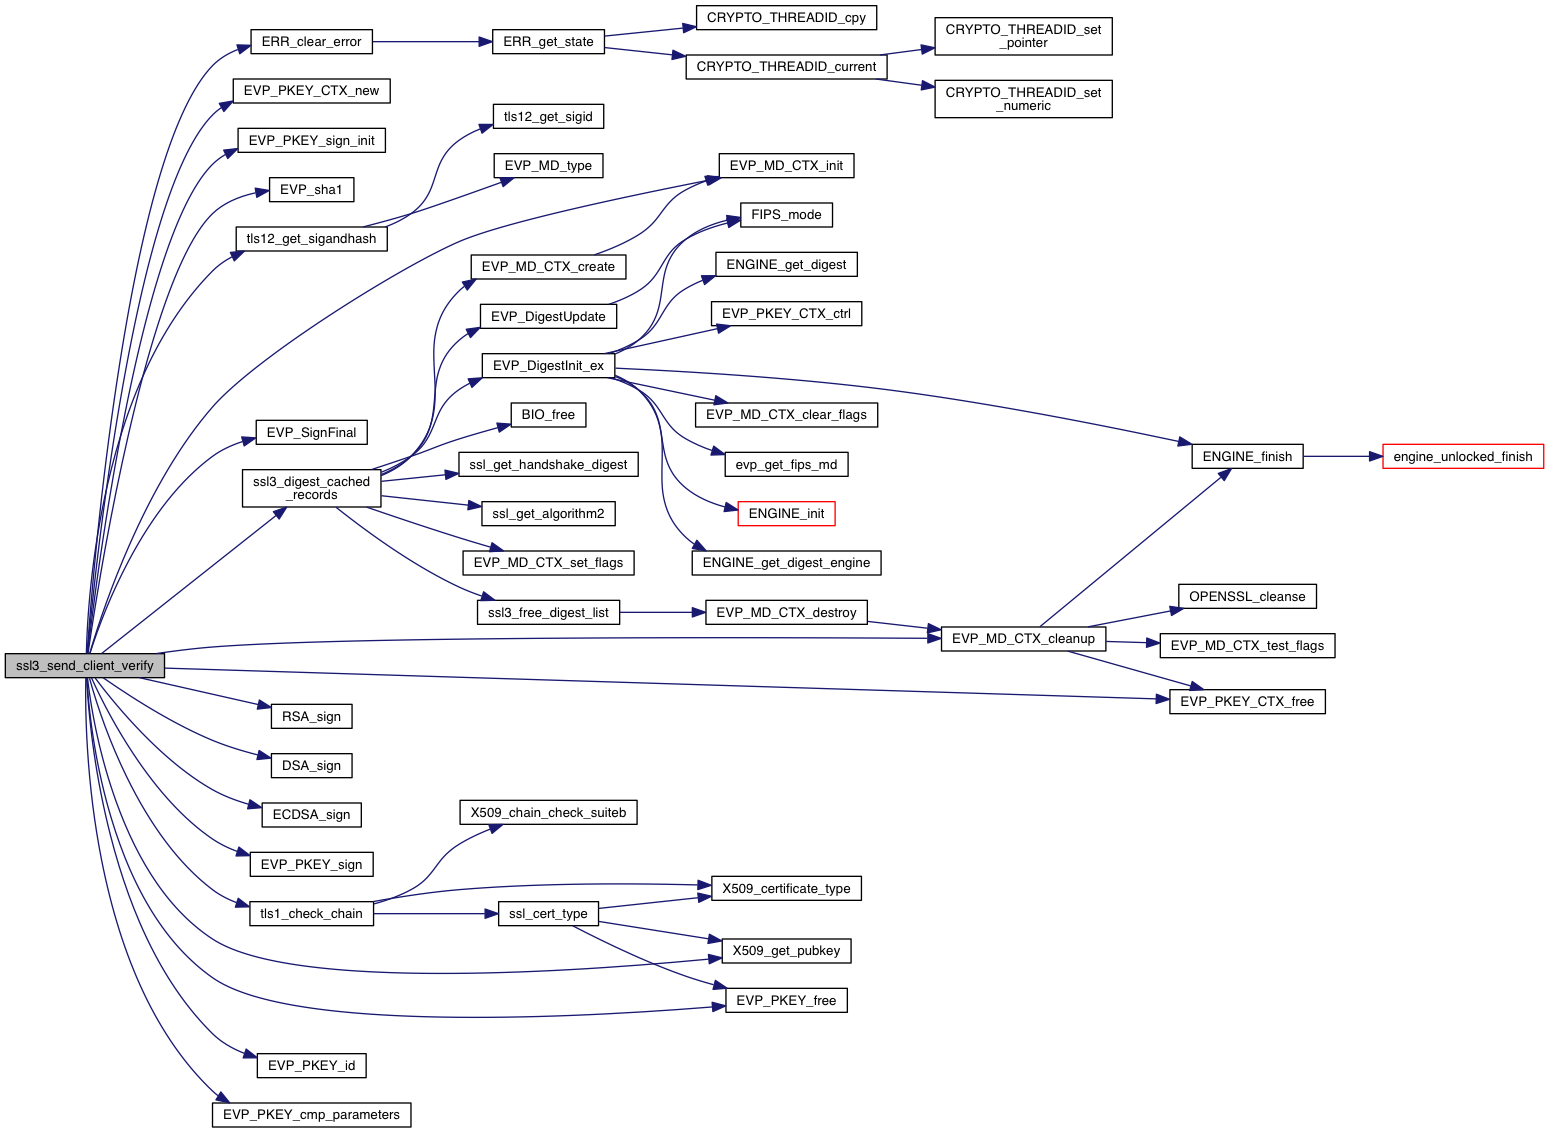 ssl3_send_client_verify
ERR_clear_error
EVP_PKEY_CTX_new
EVP_PKEY_sign_init
EVP_sha1
tls12_get_sigandhash
EVP_SignFinal
ssl3_digest_cached
_records
RSA_sign
DSA_sign
ECDSA_sign
EVP_PKEY_sign
tls1_check_chain
EVP_PKEY_id
EVP_PKEY_cmp_parameters
ERR_get_state
tls12_get_sigid
EVP_MD_type
EVP_MD_CTX_create
EVP_DigestUpdate
EVP_DigestInit_ex
BIO_free
ssl_get_handshake_digest
ssl_get_algorithm2
EVP_MD_CTX_set_flags
ssl3_free_digest_list
X509_chain_check_suiteb
ssl_cert_type
CRYPTO_THREADID_cpy
CRYPTO_THREADID_current
EVP_MD_CTX_init
FIPS_mode
ENGINE_get_digest
EVP_PKEY_CTX_ctrl
EVP_MD_CTX_clear_flags
evp_get_fips_md
ENGINE_init
ENGINE_get_digest_engine
EVP_MD_CTX_destroy
X509_certificate_type
X509_get_pubkey
EVP_PKEY_free
CRYPTO_THREADID_set
_pointer
CRYPTO_THREADID_set
_numeric
EVP_MD_CTX_cleanup
ENGINE_finish
OPENSSL_cleanse
EVP_MD_CTX_test_flags
EVP_PKEY_CTX_free
engine_unlocked_finish